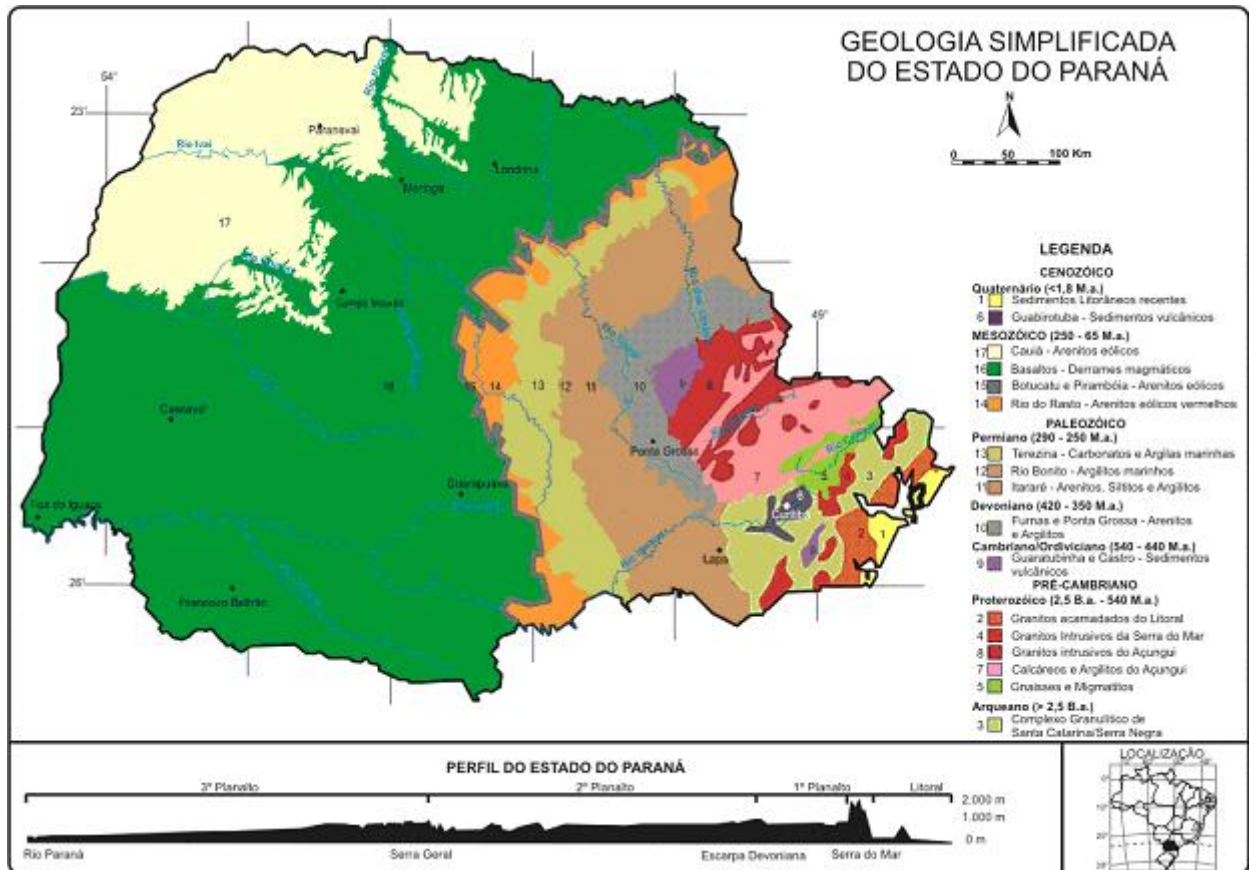 GEOLOGIA SIMPLIFICADA
DO ESTADO DO PARANÁ
N
0 50 100 Km
54°
23°
Rio Ivaí
Paranavaí
Londrina
Maringá
17
49°
16
15
14
13
12
11
10
9
8
Cascavel
Ponta Grossa
7
5
4
3
Guarapuava
6
Curitiba
2
1
Foz do Iguaçu
Rio Iguaçu
Lapa
26°
Francisco Beltrão
LEGENDA
CENOZÓICO
Quaternário (<1,8 M.a.)
1 Sedimentos Litorâneos recentes
6 Guabirotuba - Sedimentos vulcânicos
MESOZÓICO (250 - 65 M.a.)
17 Cauiá - Arenitos eólicos
16 Basaltos - Derrames magmáticos
15 Botucatu e Pirambóia - Arenitos eólicos
14 Rio do Rasto - Arenitos eólicos vermelhos
PALEOZÓICO
Permiano (290 - 250 M.a.)
13 Terezina - Carbonatos e Argilas marinhas
12 Rio Bonito - Argilitos marinhos
11 Itararé - Arenitos, Siltitos e Argilitos
Devoniano (420 - 350 M.a.)
10 Furnas e Ponta Grossa - Arenitos
e Argilitos
Cambriano/Ordiviciano (540 - 440 M.a.)
9 Guaratubinha e Castro - Sedimentos
vulcânicos
PRÉ-CAMBRIANO
Proterozóico (2,5 B.a. - 540 M.a.)
2 Granitos acamadados do Litoral
4 Granitos Intrusivos da Serra do Mar
8 Granitos intrusivos do Açungui
7 Calcáreos e Argilitos do Açungui
5 Gnaisses e Migmatitos
Arqueano (> 2,5 B.a.)
3 Complexo Granulítico de
Santa Catarina/Serra Negra
PERFIL DO ESTADO DO PARANÁ
3º Planalto 2º Planalto 1º Planalto Litoral
2.000 m
1.000 m
0 m
Rio Paraná Serra Geral Escarpa Devoniana Serra do Mar
LOCALIZAÇÃO